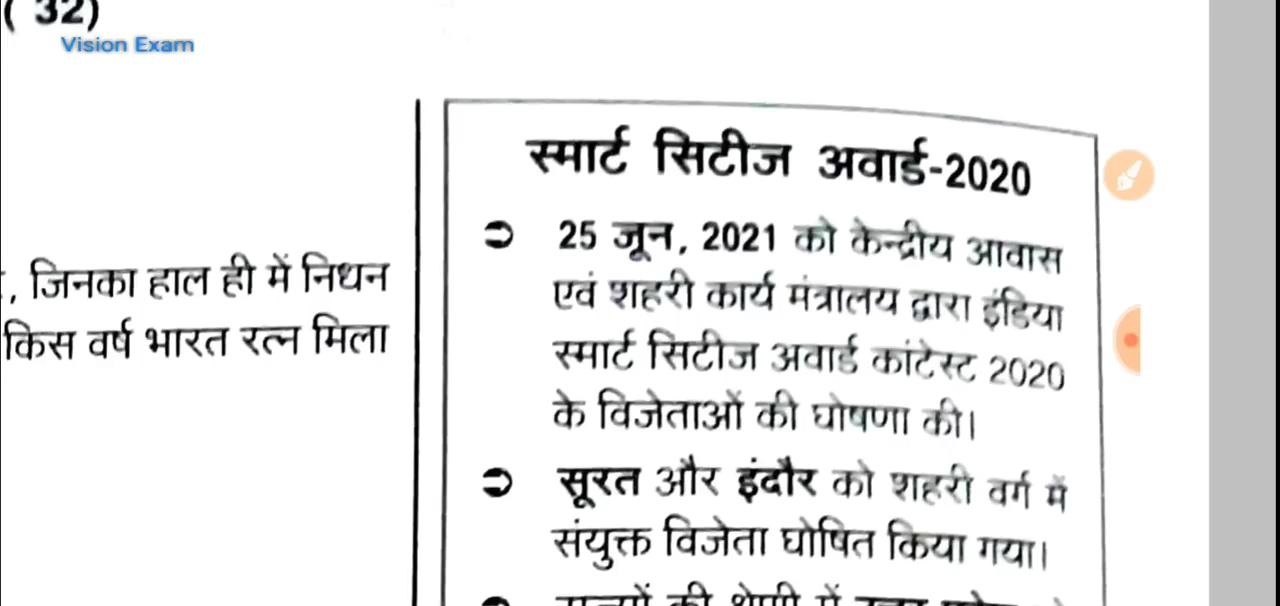 ( 32)
Vision Exam
, जिनका हाल ही में निधन
किस वर्ष भारत रत्न मिला
स्मार्ट सिटीज अवार्ड-2020
⊃ 25 जून, 2021 को केन्द्रीय आवास
एवं शहरी कार्य मंत्रालय द्वारा इंडिया
स्मार्ट सिटीज अवार्ड कांटेस्ट 2020
के विजेताओं की घोषणा की।
⊃ सूरत और इंदौर को शहरी वर्ग में
संयुक्त विजेता घोषित किया गया।
की श्रेणी में